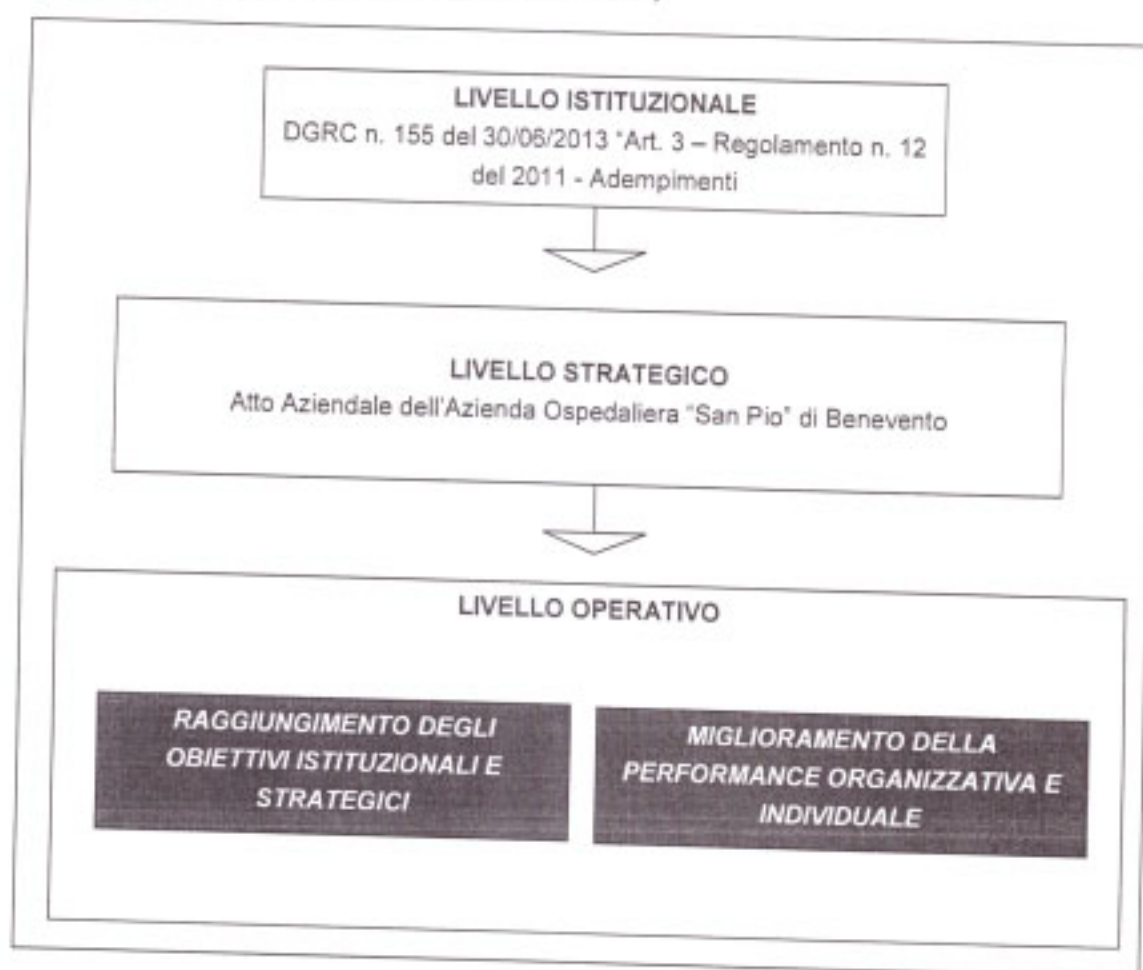 LIVELLO ISTITUZIONALE
DGRC n. 155 del 30/06/2013 "Art. 3 – Regolamento n. 12
del 2011 - Adempimenti
LIVELLO STRATEGICO
Atto Aziendale dell'Azienda Ospedaliera "San Pio" di Benevento
LIVELLO OPERATIVO
RAGGIUNGIMENTO DEGLI
OBIETTIVI ISTITUZIONALI E
STRATEGICI
MIGLIORAMENTO DELLA
PERFORMANCE ORGANIZZATIVA E
INDIVIDUALE